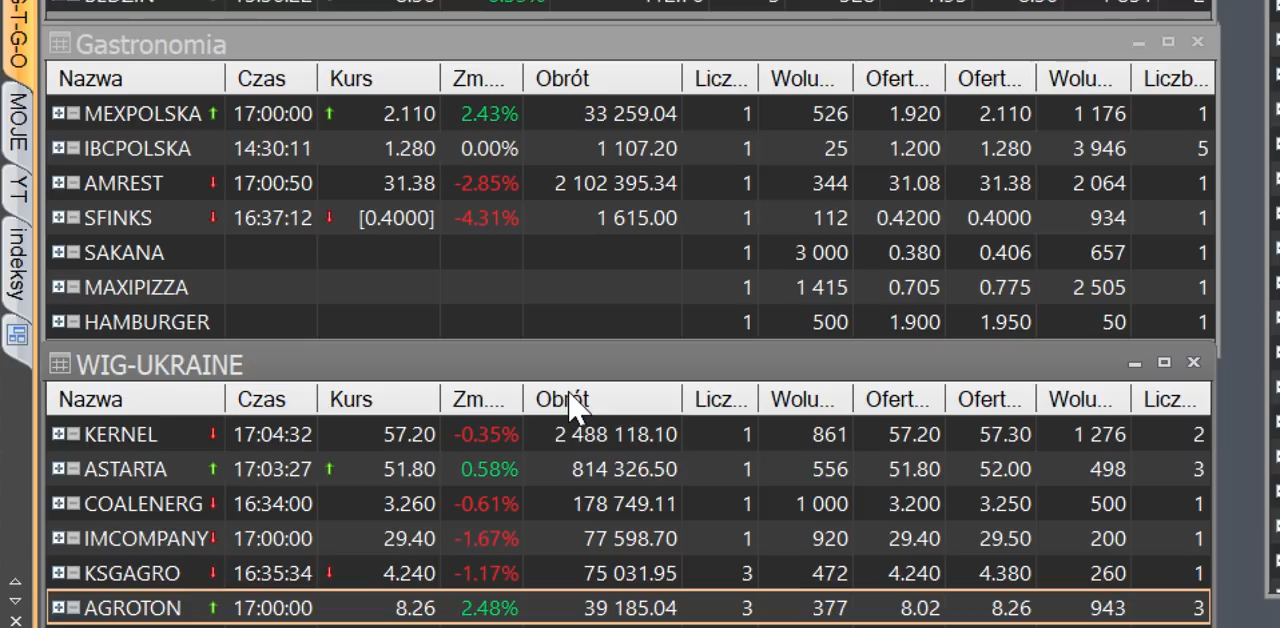 S-T-G-O
MOJE
YT
indeksy
Gastronomia
Nazwa Czas Kurs Zm.... Obrót Licz... Wolu... Ofert... Ofert... Wolu... Liczb...
MEXPOLSKA 17:00:00 2.110 2.43% 33 259.04 1 526 1.920 2.110 1 176 1
IBCPOLSKA 14:30:11 1.280 0.00% 1 107.20 1 25 1.200 1.280 3 946 5
AMREST 17:00:50 31.38 -2.85% 2 102 395.34 1 344 31.08 31.38 2 064 1
SFINKS 16:37:12 [0.4000] -4.31% 1 615.00 1 112 0.4200 0.4000 934 1
SAKANA 1 3 000 0.380 0.406 657 1
MAXIPIZZA 1 1 415 0.705 0.775 2 505 1
HAMBURGER 1 500 1.900 1.950 50 1
WIG-UKRAINE
Nazwa Czas Kurs Zm.... Obrót Licz... Wolu... Ofert... Ofert... Wolu... Licz...
KERNEL 17:04:32 57.20 -0.35% 2 488 118.10 1 861 57.20 57.30 1 276 2
ASTARTA 17:03:27 51.80 0.58% 814 326.50 1 556 51.80 52.00 498 3
COALENERG 16:34:00 3.260 -0.61% 178 749.11 1 1 000 3.200 3.250 500 1
IMCOMPANY 17:00:00 29.40 -1.67% 77 598.70 1 920 29.40 29.50 200 1
KSGAGRO 16:35:34 4.240 -1.17% 75 031.95 3 472 4.240 4.380 260 1
AGROTON 17:00:00 8.26 2.48% 39 185.04 3 377 8.02 8.26 943 3